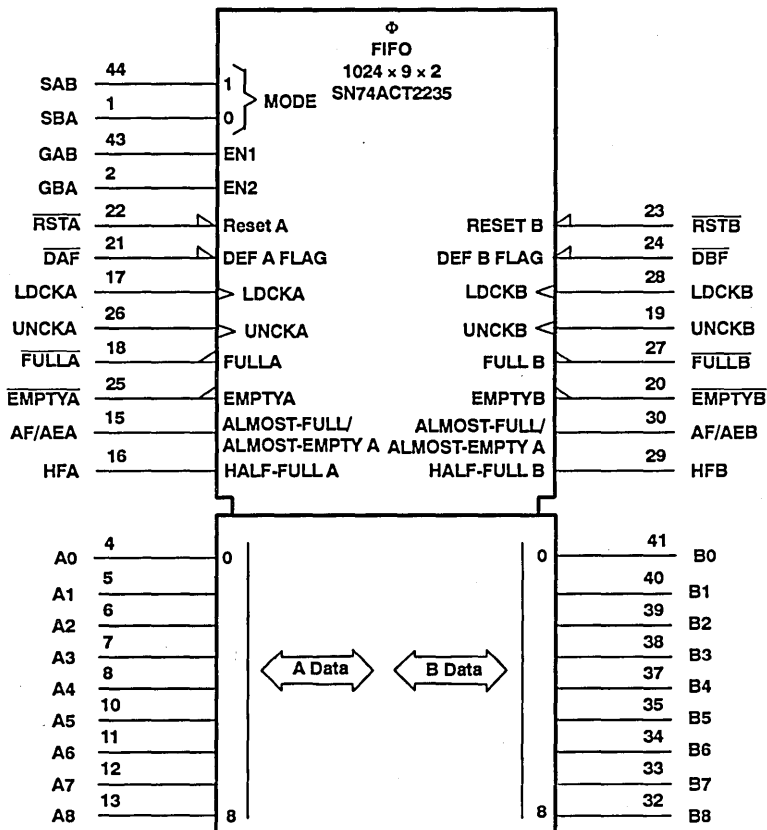 Φ
FIFO
1024 × 9 × 2
SN74ACT2235
SAB 44 1 MODE
SBA 1 0
GAB 43 EN1
GBA 2 EN2
RSTA 22 Reset A RESET B 23 RSTB
DAF 21 DEF A FLAG DEF B FLAG 24 DBF
LDCKA 17 LDCKA LDCKB 28 LDCKB
UNCKA 26 UNCKA UNCKB 19 UNCKB
FULLA 18 FULLA FULL B 27 FULLB
EMPTYA 25 EMPTYA EMPTYB 20 EMPTYB
AF/AEA 15 ALMOST-FULL/ ALMOST-FULL/ 30 AF/AEB
ALMOST-EMPTY A ALMOST-EMPTY A
HFA 16 HALF-FULL A HALF-FULL B 29 HFB
A0 4 0 0 41 B0
A1 5 40 B1
A2 6 39 B2
A3 7 38 B3
A Data B Data
A4 8 37 B4
A5 10 35 B5
A6 11 34 B6
A7 12 33 B7
A8 13 8 8 32 B8